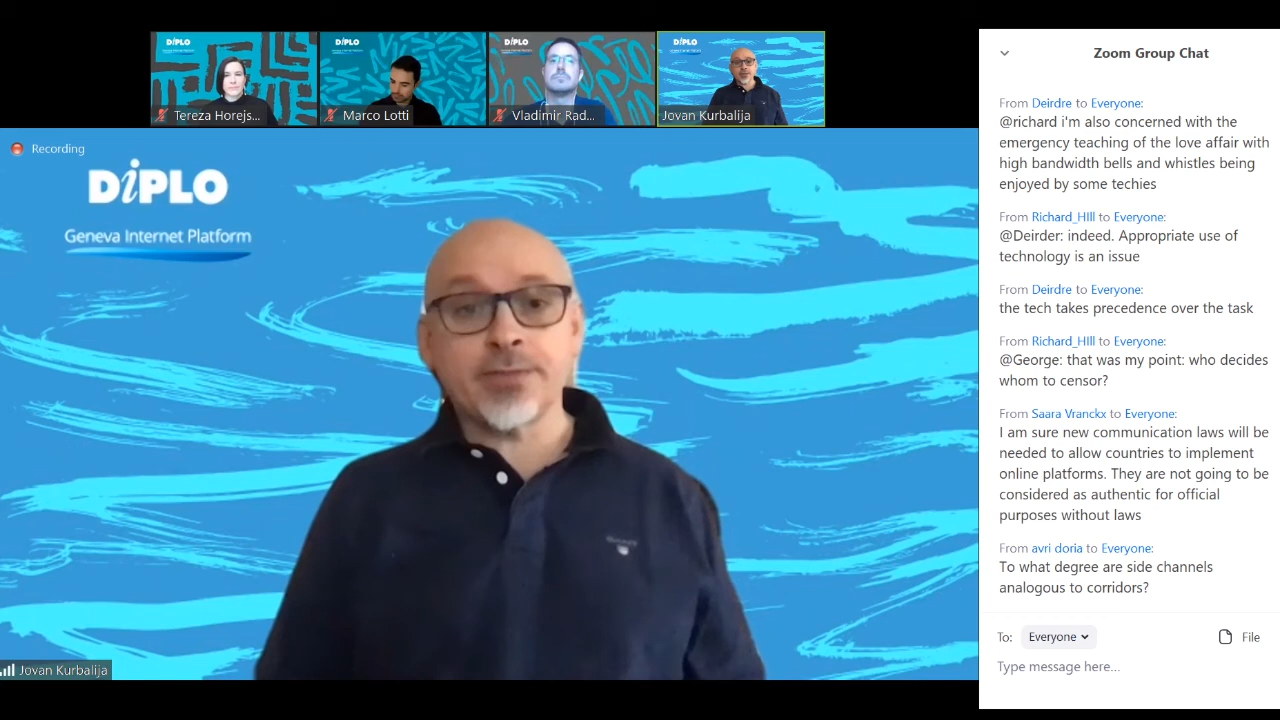 DiPLO
DiPLO
DiPLO
DiPLO
Tereza Horejs...
Marco Lotti
Vladimir Rad...
Jovan Kurbalija
Recording
DiPLO
Geneva Internet Platform
Jovan Kurbalija
Zoom Group Chat
From Deirdre to Everyone:
@richard i'm also concerned with the
emergency teaching of the love affair with
high bandwidth bells and whistles being
enjoyed by some techies
From Richard_HIll to Everyone:
@Deirder: indeed. Appropriate use of
technology is an issue
From Deirdre to Everyone:
the tech takes precedence over the task
From Richard_HIll to Everyone:
@George: that was my point: who decides
whom to censor?
From Saara Vranckx to Everyone:
I am sure new communication laws will be
needed to allow countries to implement
online platforms. They are not going to be
considered as authentic for official
purposes without laws
From avri doria to Everyone:
To what degree are side channels
analogous to corridors?
To: Everyone File
Type message here...